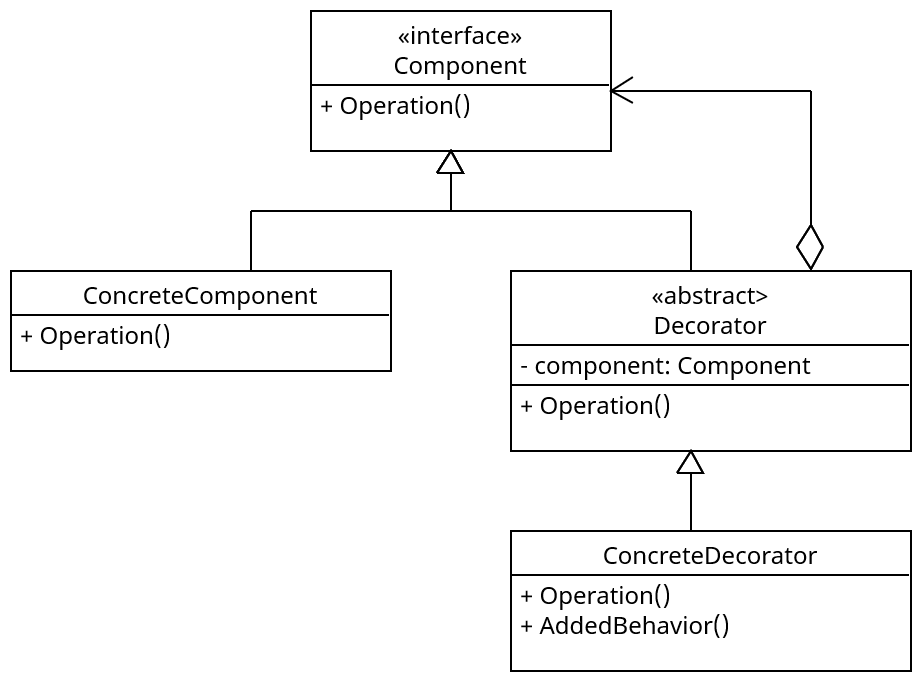 «interface»
Component
+ Operation()
ConcreteComponent
+ Operation()
«abstract>
Decorator
- component: Component
+ Operation()
ConcreteDecorator
+ Operation()
+ AddedBehavior()